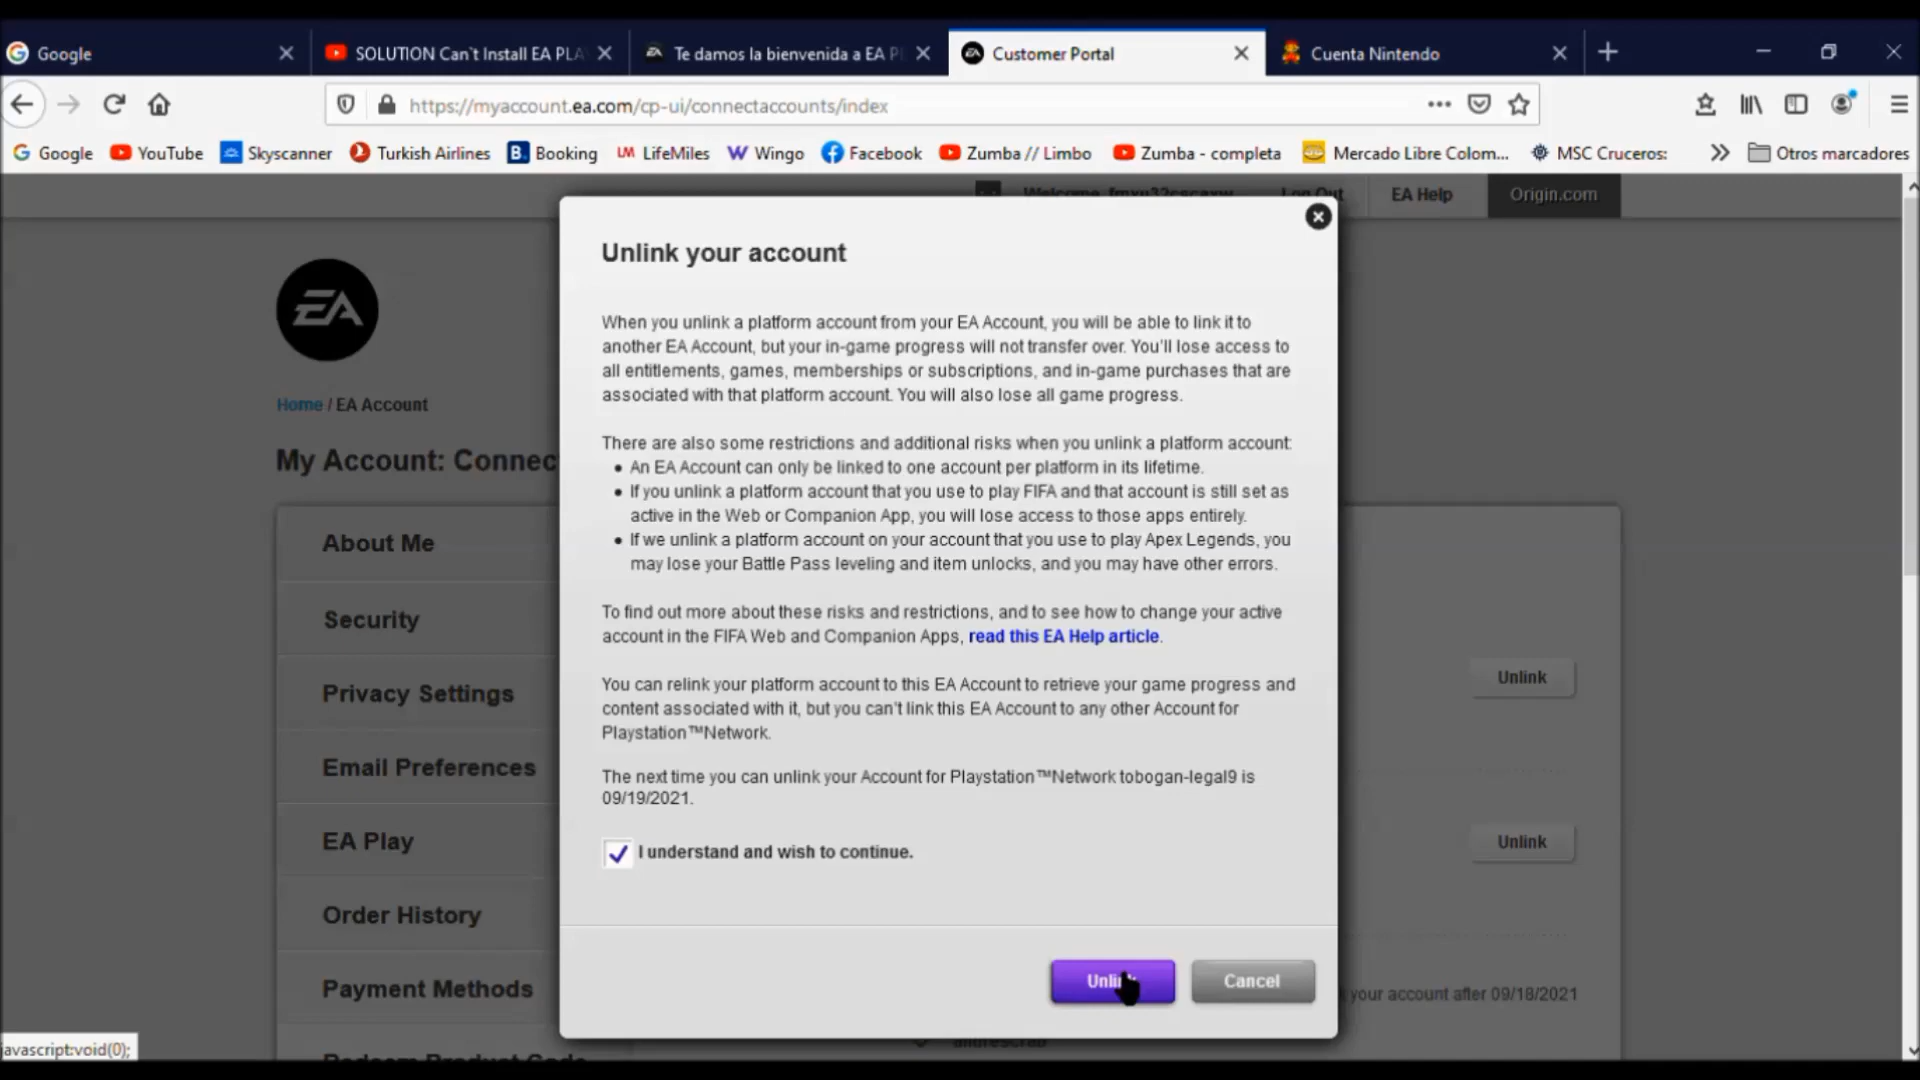 Google
SOLUTION Can't Install EA PLA
Te damos la bienvenida a EA P
Customer Portal
Cuenta Nintendo
https://myaccount.ea.com/cp-ui/connectaccounts/index
Google YouTube Skyscanner Turkish Airlines Booking LifeMiles Wingo Facebook Zumba // Limbo Zumba - completa Mercado Libre Colom... MSC Cruceros: Otros marcadores
Welcome, Log Out EA Help Origin.com
EA
Home / EA Account
My Account: Connec
About Me
Security
Privacy Settings
Email Preferences
EA Play
Order History
Payment Methods
Redeem Product Code
Unlink your account
When you unlink a platform account from your EA Account, you will be able to link it to
another EA Account, but your in-game progress will not transfer over. You'll lose access to
all entitlements, games, memberships or subscriptions, and in-game purchases that are
associated with that platform account. You will also lose all game progress.
There are also some restrictions and additional risks when you unlink a platform account:
• An EA Account can only be linked to one account per platform in its lifetime.
• If you unlink a platform account that you use to play FIFA and that account is still set as
active in the Web or Companion App, you will lose access to those apps entirely.
• If we unlink a platform account on your account that you use to play Apex Legends, you
may lose your Battle Pass leveling and item unlocks, and you may have other errors.
To find out more about these risks and restrictions, and to see how to change your active
account in the FIFA Web and Companion Apps, read this EA Help article.
You can relink your platform account to this EA Account to retrieve your game progress and
content associated with it, but you can't link this EA Account to any other Account for
Playstation™Network.
The next time you can unlink your Account for Playstation™Network tobogan-legal9 is
09/19/2021.
I understand and wish to continue.
Unlink
Cancel
Unlink
Unlink
your account after 09/18/2021
javascript:void(0);